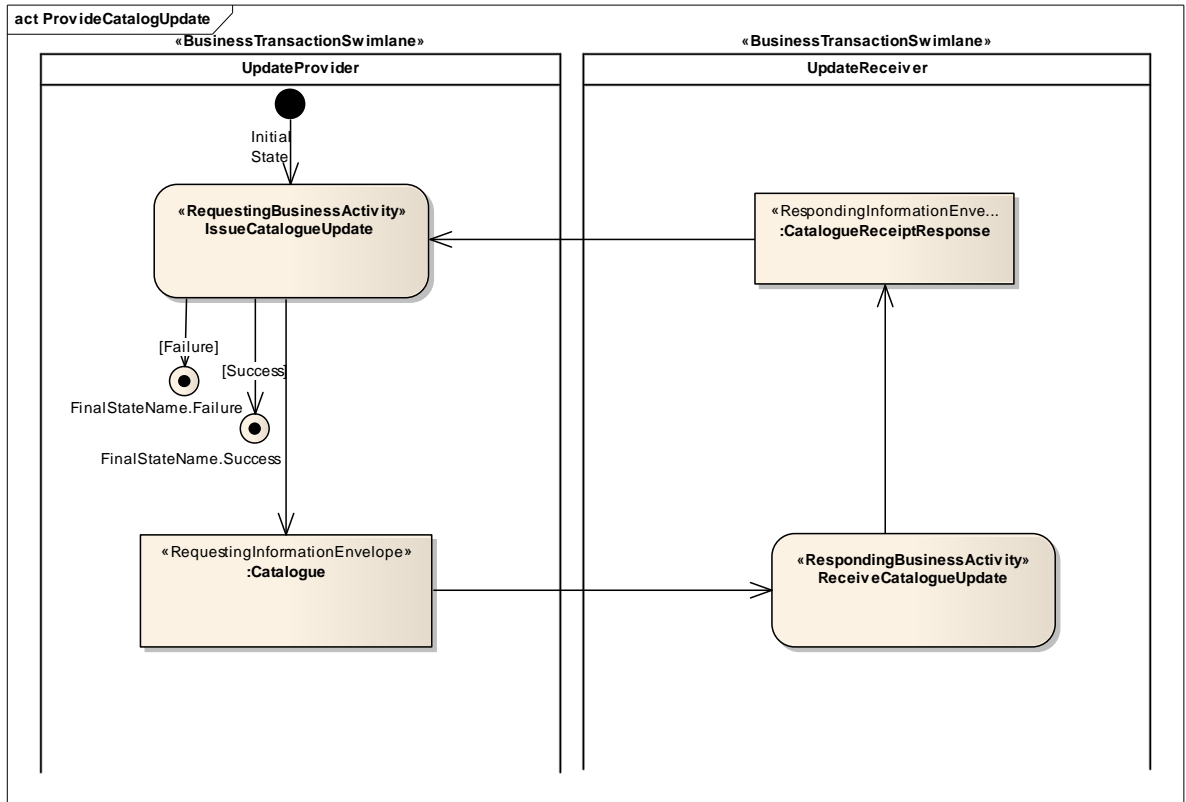 act ProvideCatalogUpdate
«BusinessTransactionSwimlane»
UpdateProvider
«BusinessTransactionSwimlane»
UpdateReceiver
Initial
State
«RequestingBusinessActivity»
IssueCatalogueUpdate
«RespondingInformationEnve...
:CatalogueReceiptResponse
[Failure]
[Success]
FinalStateName.Failure
FinalStateName.Success
«RequestingInformationEnvelope»
:Catalogue
«RespondingBusinessActivity»
ReceiveCatalogueUpdate